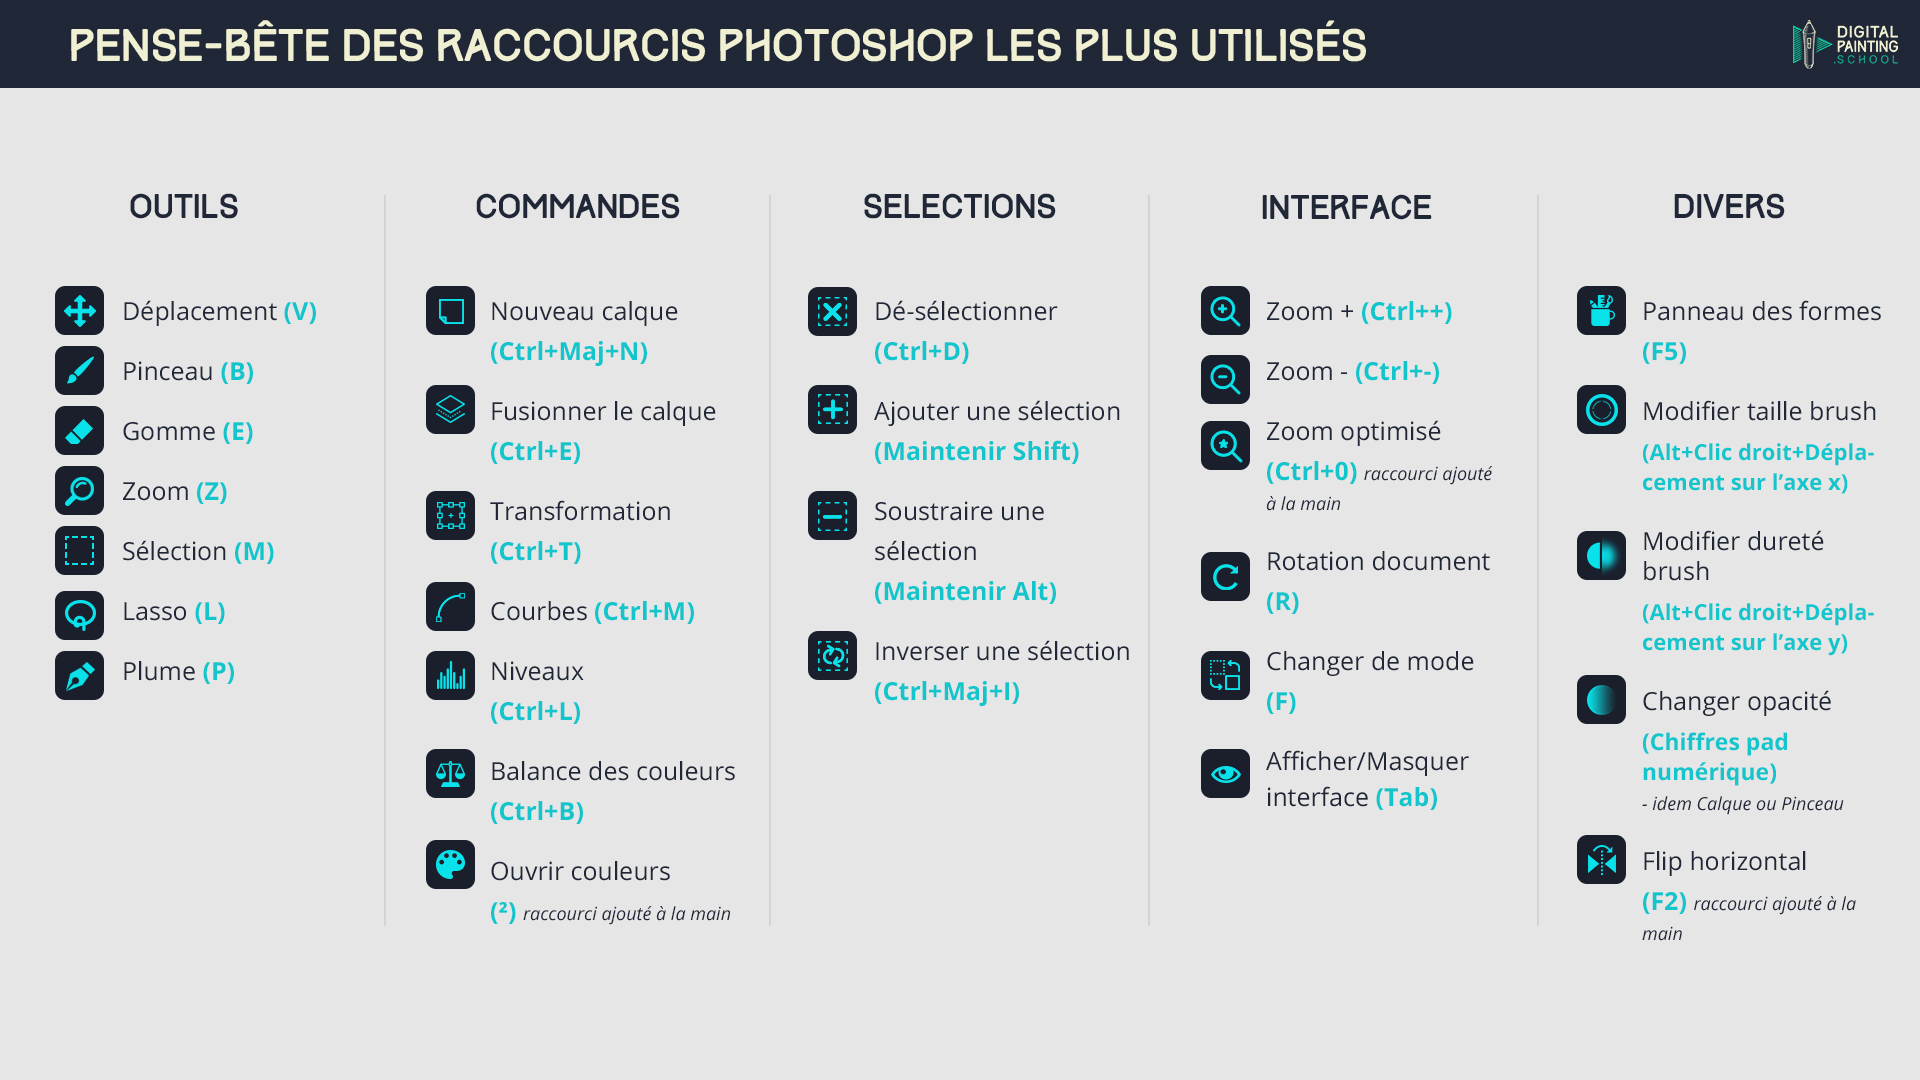 PENSE-BÊTE DES RACCOURCIS PHOTOSHOP LES PLUS UTILISÉS
DIGITAL
PAINTING
.SCHOOL
OUTILS
Déplacement (V)
Pinceau (B)
Gomme (E)
Zoom (Z)
Sélection (M)
Lasso (L)
Plume (P)
COMMANDES
Nouveau calque
(Ctrl+Maj+N)
Fusionner le calque
(Ctrl+E)
Transformation
(Ctrl+T)
Courbes (Ctrl+M)
Niveaux
(Ctrl+L)
Balance des couleurs
(Ctrl+B)
Ouvrir couleurs
(²) raccourci ajouté à la main
SELECTIONS
Dé-sélectionner
(Ctrl+D)
Ajouter une sélection
(Maintenir Shift)
Soustraire une
sélection
(Maintenir Alt)
Inverser une sélection
(Ctrl+Maj+I)
INTERFACE
Zoom + (Ctrl++)
Zoom - (Ctrl+-)
Zoom optimisé
(Ctrl+0) raccourci ajouté
à la main
Rotation document
(R)
Changer de mode
(F)
Afficher/Masquer
interface (Tab)
DIVERS
Panneau des formes
(F5)
Modifier taille brush
(Alt+Clic droit+Dépla-
cement sur l'axe x)
Modifier dureté
brush
(Alt+Clic droit+Dépla-
cement sur l'axe y)
Changer opacité
(Chiffres pad
numérique)
- idem Calque ou Pinceau
Flip horizontal
(F2) raccourci ajouté à la
main